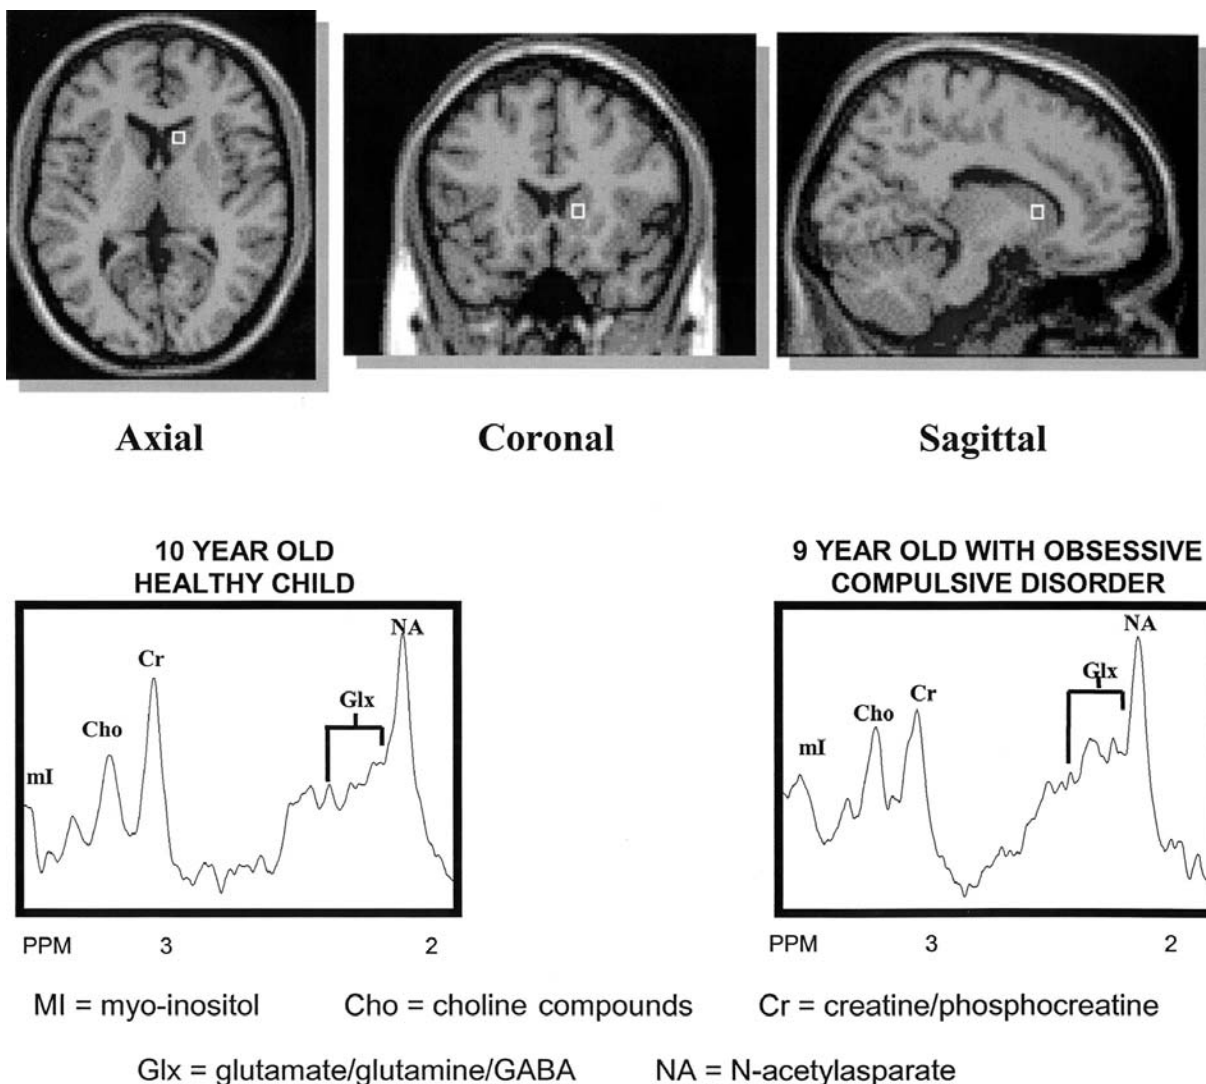 Axial
Coronal
Sagittal
10 YEAR OLD
HEALTHY CHILD
mI
Cho
Cr
Glx
NA
PPM
3
2
9 YEAR OLD WITH OBSESSIVE
COMPULSIVE DISORDER
mI
Cho
Cr
Glx
NA
PPM
3
2
MI = myo-inositol
Cho = choline compounds
Cr = creatine/phosphocreatine
Glx = glutamate/glutamine/GABA
NA = N-acetylasparate